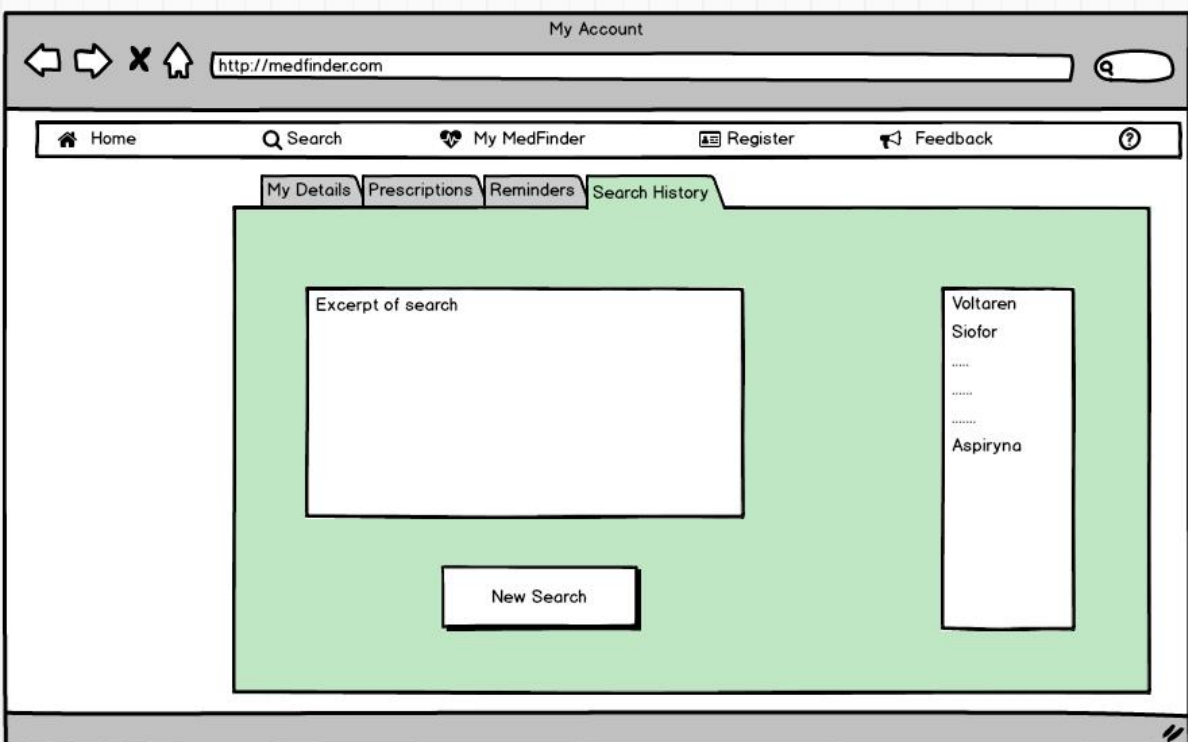 My Account
http://medfinder.com
Home Search My MedFinder Register Feedback ?
My Details Prescriptions Reminders Search History
Excerpt of search
Voltaren
Siofor
.....
......
.......
Aspiryna
New Search